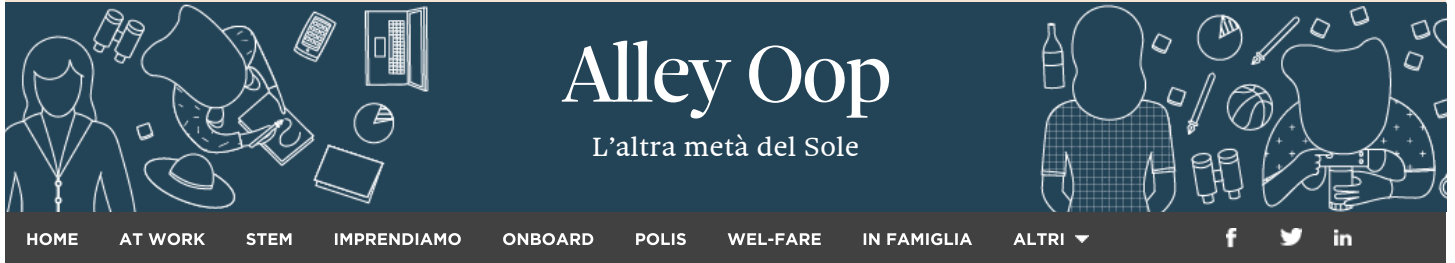 Alley Oop
L'altra metà del Sole
HOME AT WORK STEM IMPRENDIAMO ONBOARD POLIS WEL-FARE IN FAMIGLIA ALTRI